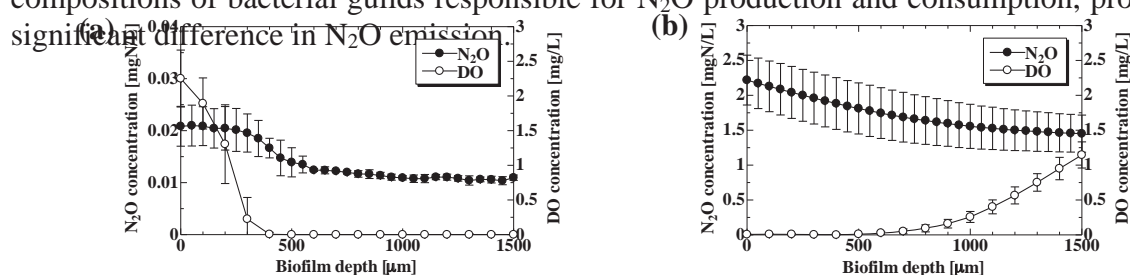 compositions of bacterial guilds responsible for N₂O production and consumption, pro
significant difference in N₂O emission.
(a)
N₂O concentration [mgN/L]
0.04
0.03
0.02
0.01
0
N₂O
DO
3
2.5
2
1.5
1
0.5
0
DO concentration [mg/L]
0 500 1000 1500
Biofilm depth [μm]
(b)
N₂O concentration [mgN/L]
3
2.5
2
1.5
1
0.5
0
N₂O
DO
3
2.5
2
1.5
1
0.5
0
DO concentration [mg/L]
0 500 1000 1500
Biofilm depth [μm]